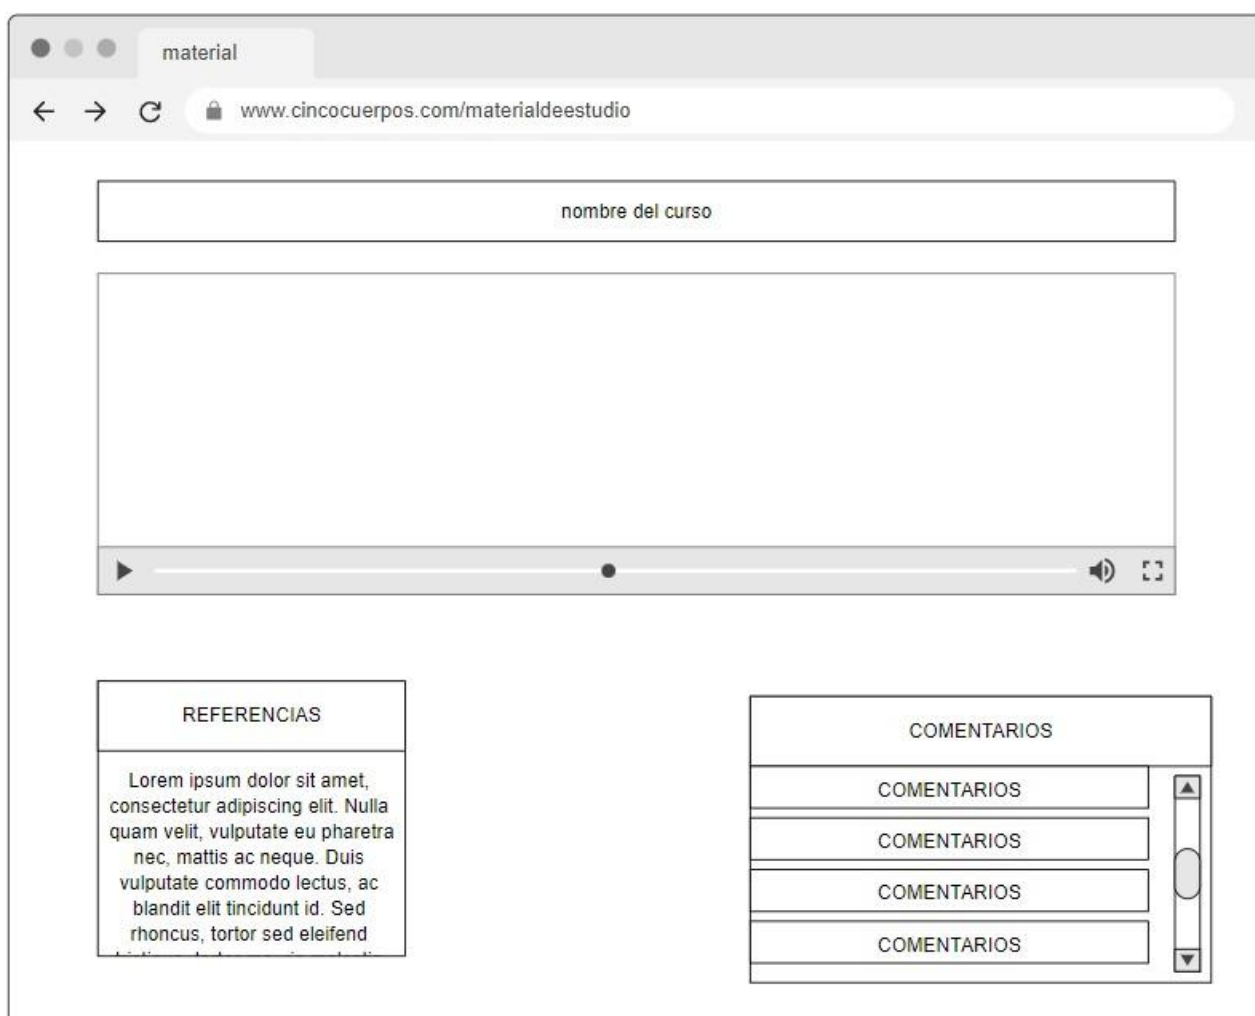 material
www.cincocuerpos.com/materialdeestudio
nombre del curso
REFERENCIAS
Lorem ipsum dolor sit amet,
consectetur adipiscing elit. Nulla
quam velit, vulputate eu pharetra
nec, mattis ac neque. Duis
vulputate commodo lectus, ac
blandit elit tincidunt id. Sed
rhoncus, tortor sed eleifend
COMENTARIOS
COMENTARIOS
COMENTARIOS
COMENTARIOS
COMENTARIOS